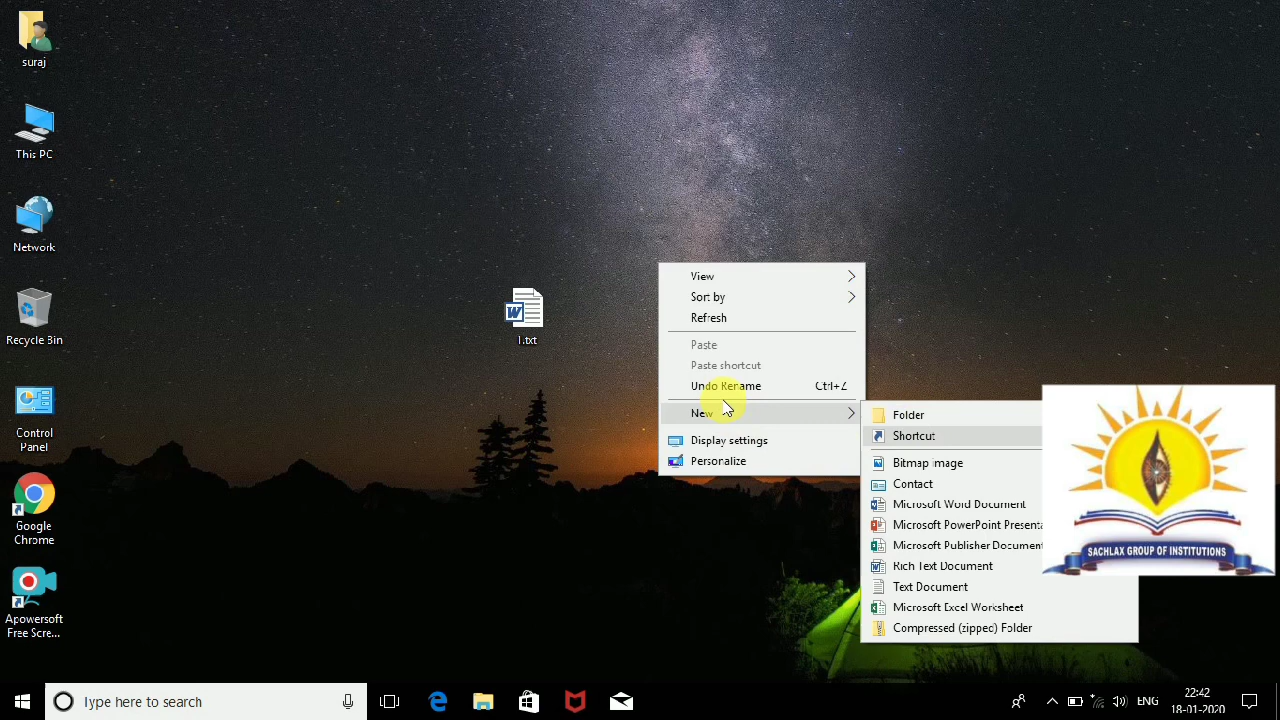 suraj
This PC
Network
Recycle Bin
Control
Panel
Google
Chrome
Apowersoft
Free Scre...
1.txt
View
Sort by
Refresh
Paste
Paste shortcut
Undo Rename Ctrl+Z
New
Display settings
Personalize
Folder
Shortcut
Bitmap image
Contact
Microsoft Word Document
Microsoft PowerPoint Presenta
Microsoft Publisher Document
Rich Text Document
Text Document
Microsoft Excel Worksheet
Compressed (zipped) Folder
SACHLAX GROUP OF INSTITUTIONS
Type here to search
ENG
22:42
18-01-2020